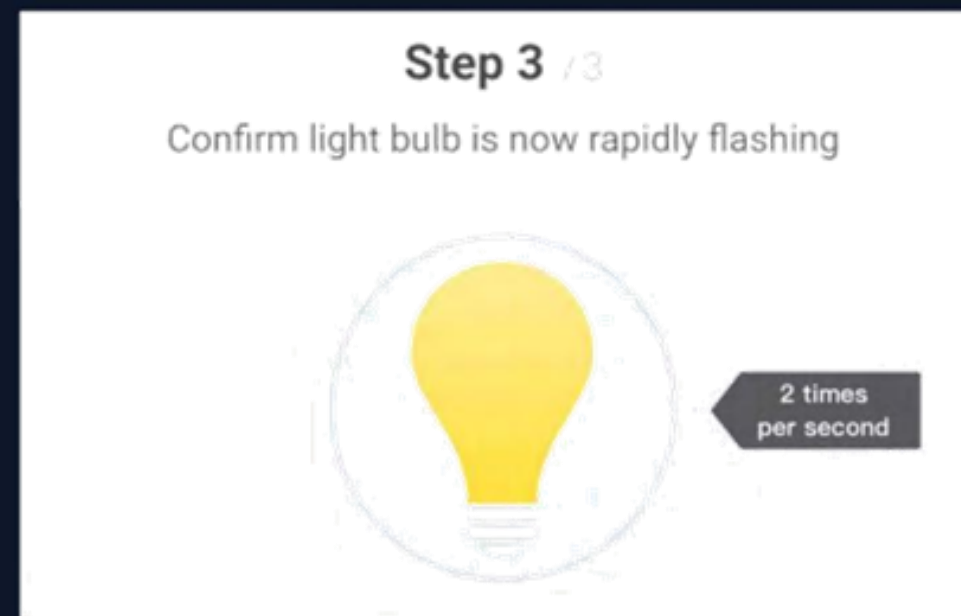 Step 3 / 3
Confirm light bulb is now rapidly flashing
2 times
per second